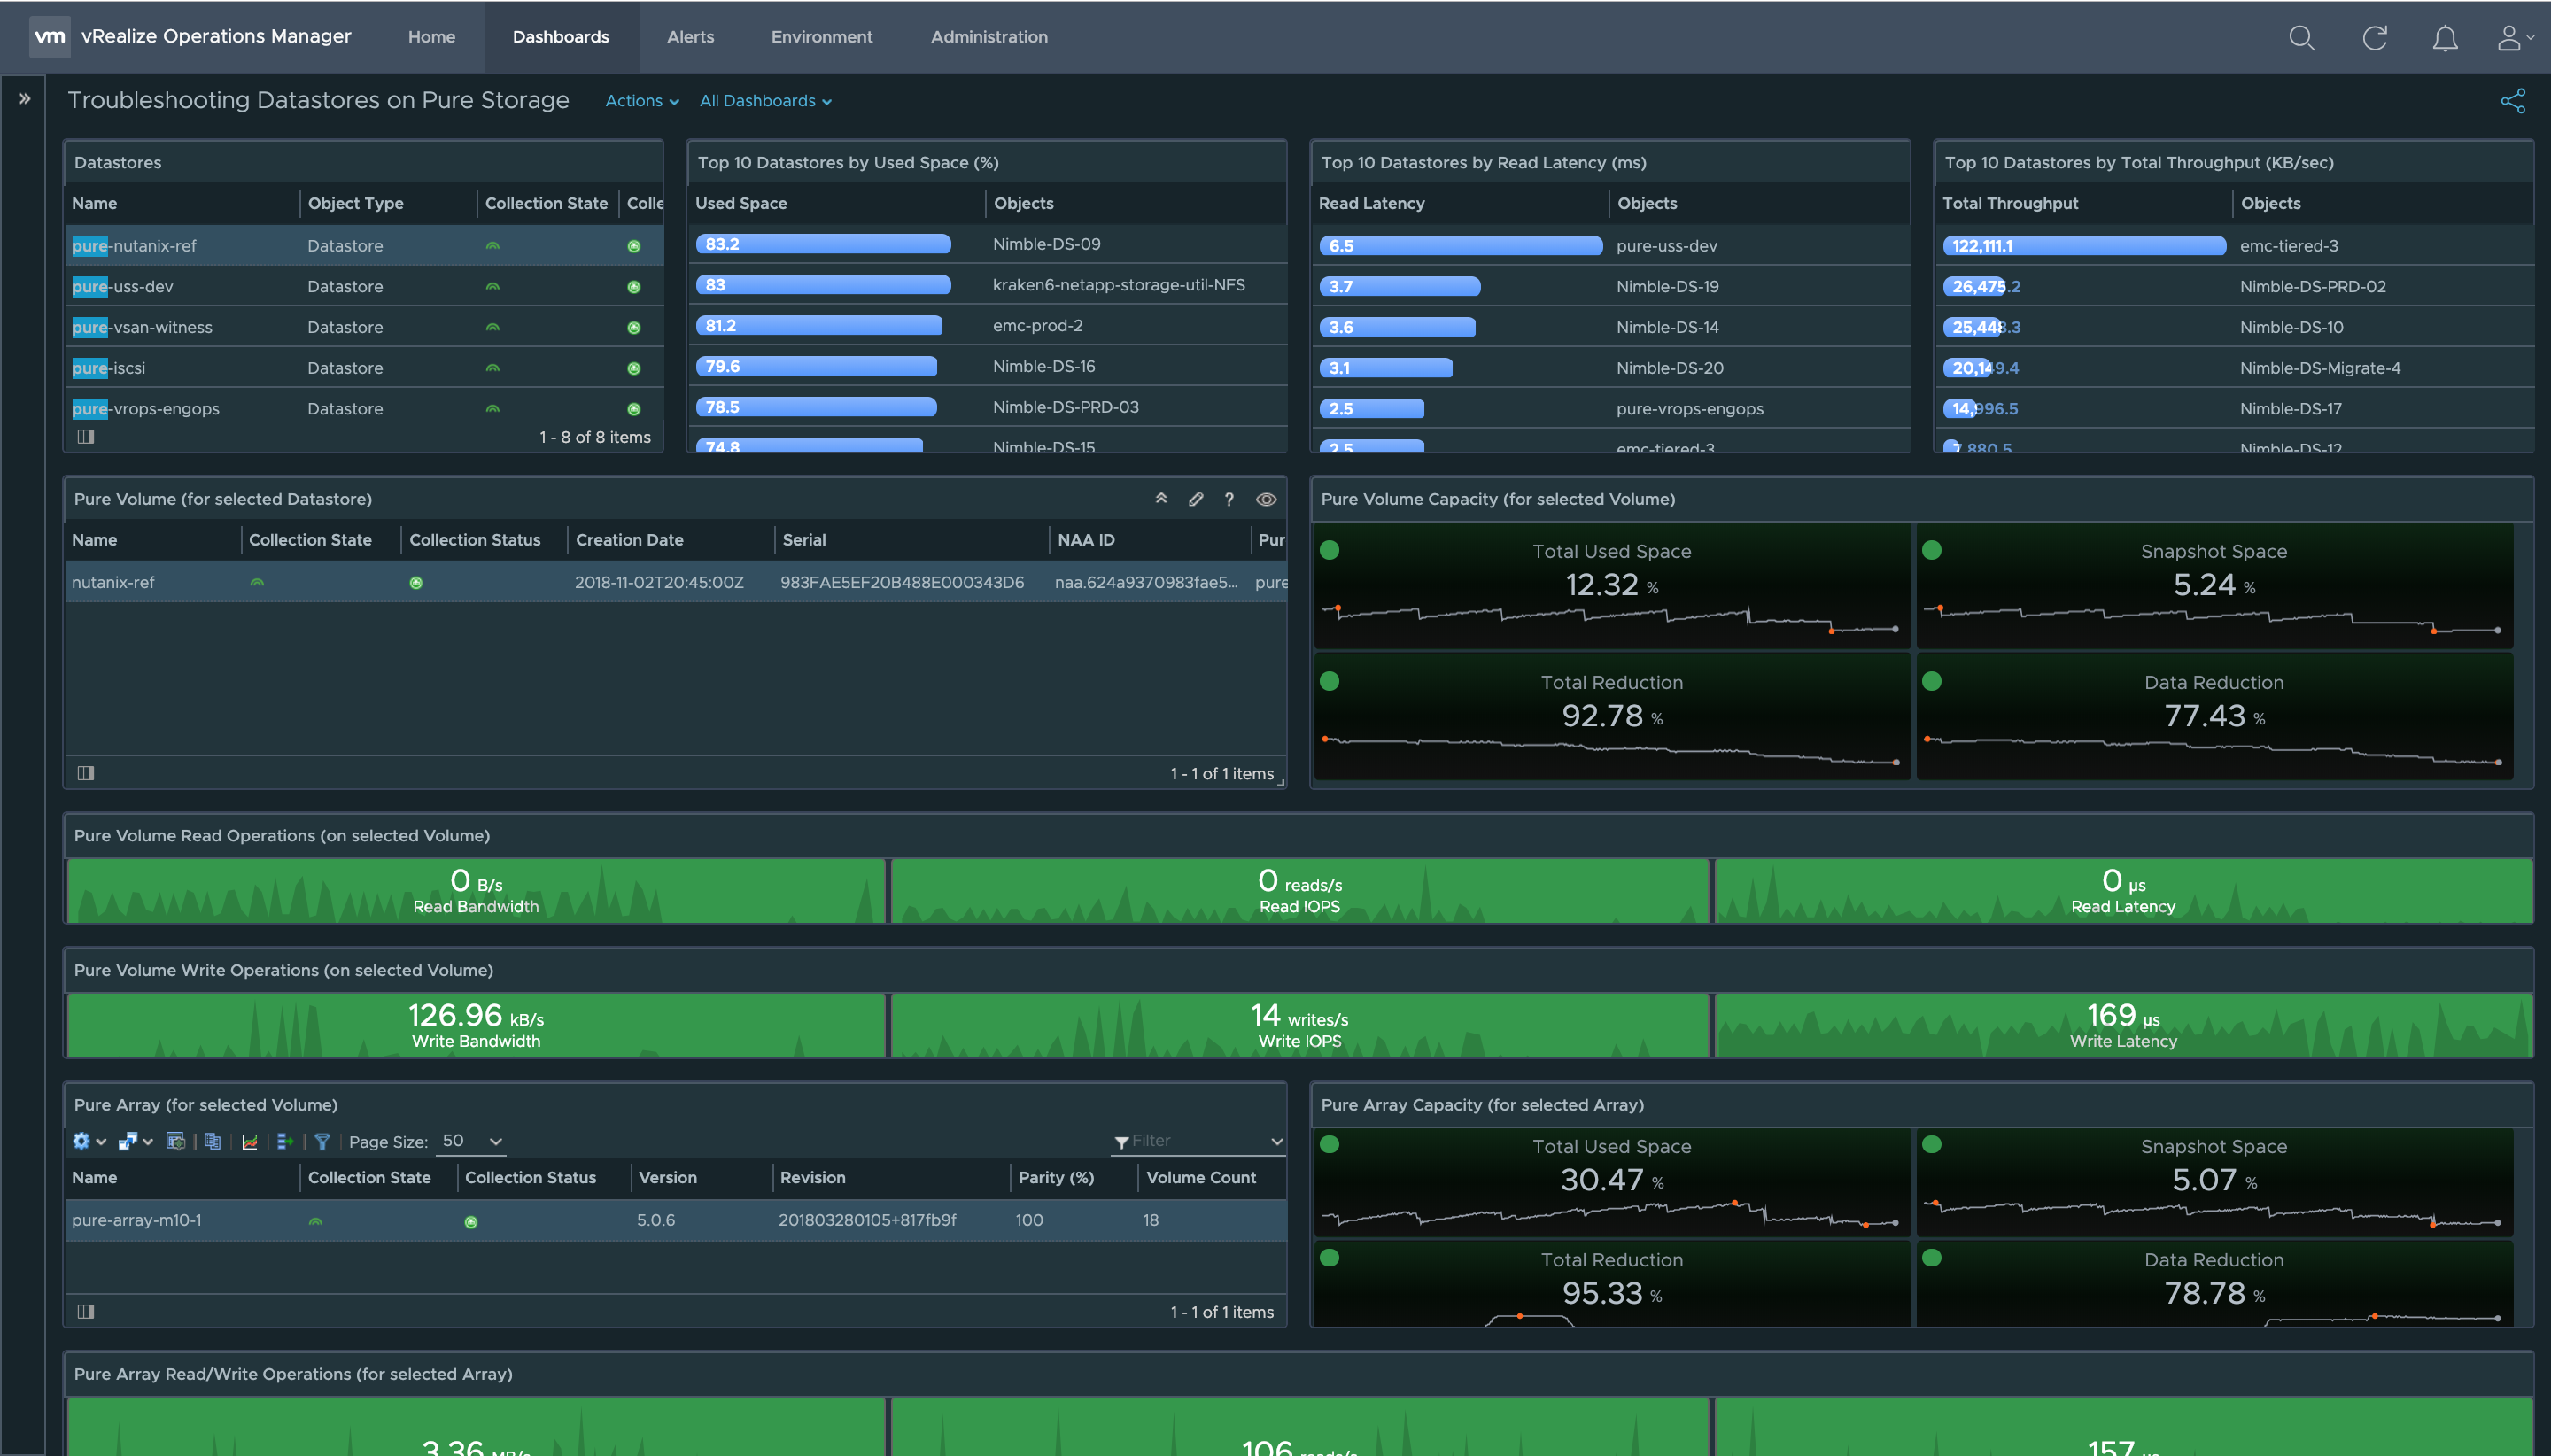 vm vRealize Operations Manager Home Dashboards Alerts Environment Administration
Troubleshooting Datastores on Pure Storage Actions All Dashboards
Datastores
Name Object Type Collection State Colle
pure-nutanix-ref Datastore
pure-uss-dev Datastore
pure-vsan-witness Datastore
pure-iscsi Datastore
pure-vrops-engops Datastore
1 - 8 of 8 items
Top 10 Datastores by Used Space (%)
Used Space Objects
83.2 Nimble-DS-09
83 kraken6-netapp-storage-util-NFS
81.2 emc-prod-2
79.6 Nimble-DS-16
78.5 Nimble-DS-PRD-03
74.8 Nimble-DS-15
Top 10 Datastores by Read Latency (ms)
Read Latency Objects
6.5 pure-uss-dev
3.7 Nimble-DS-19
3.6 Nimble-DS-14
3.1 Nimble-DS-20
2.5 pure-vrops-engops
2.5 emc-tiered-3
Top 10 Datastores by Total Throughput (KB/sec)
Total Throughput Objects
122,111.1 emc-tiered-3
26,475.2 Nimble-DS-PRD-02
25,448.3 Nimble-DS-10
20,149.4 Nimble-DS-Migrate-4
14,996.5 Nimble-DS-17
7,880.5 Nimble-DS-12
Pure Volume (for selected Datastore)
?
Name Collection State Collection Status Creation Date Serial NAA ID Pur
nutanix-ref 2018-11-02T20:45:00Z 983FAE5EF20B488E000343D6 naa.624a9370983fae5... pure
1 - 1 of 1 items
Pure Volume Capacity (for selected Volume)
Total Used Space
12.32 %
Snapshot Space
5.24 %
Total Reduction
92.78 %
Data Reduction
77.43 %
Pure Volume Read Operations (on selected Volume)
0 B/s
Read Bandwidth
0 reads/s
Read IOPS
0 µs
Read Latency
Pure Volume Write Operations (on selected Volume)
126.96 kB/s
Write Bandwidth
14 writes/s
Write IOPS
169 µs
Write Latency
Pure Array (for selected Volume)
Page Size: 50 Filter
Name Collection State Collection Status Version Revision Parity (%) Volume Count
pure-array-m10-1 5.0.6 201803280105+817fb9f 100 18
1 - 1 of 1 items
Pure Array Capacity (for selected Array)
Total Used Space
30.47 %
Snapshot Space
5.07 %
Total Reduction
95.33 %
Data Reduction
78.78 %
Pure Array Read/Write Operations (for selected Array)
3.36 MB/s
106 reads/s
157 µs